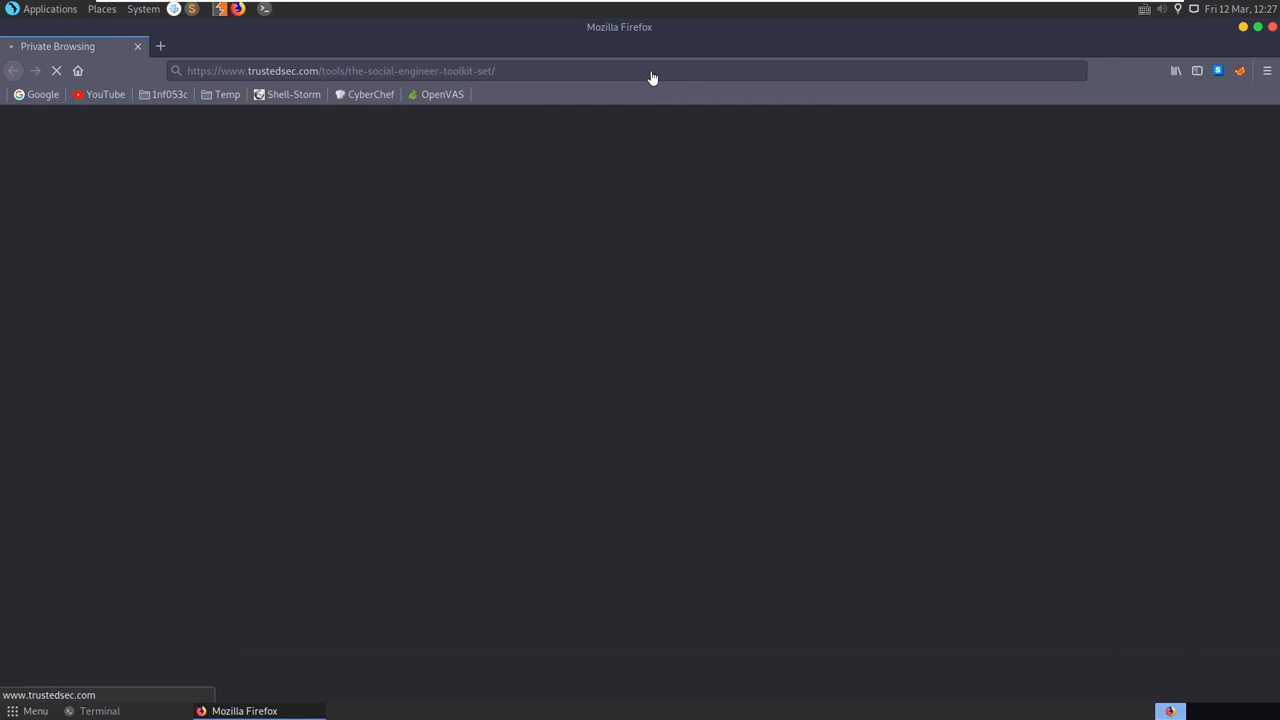 Applications Places System Fri 12 Mar, 12:27
Mozilla Firefox
Private Browsing
https://www.trustedsec.com/tools/the-social-engineer-toolkit-set/
Google YouTube 1nf053c Temp Shell-Storm CyberChef OpenVAS
www.trustedsec.com
Menu Terminal Mozilla Firefox